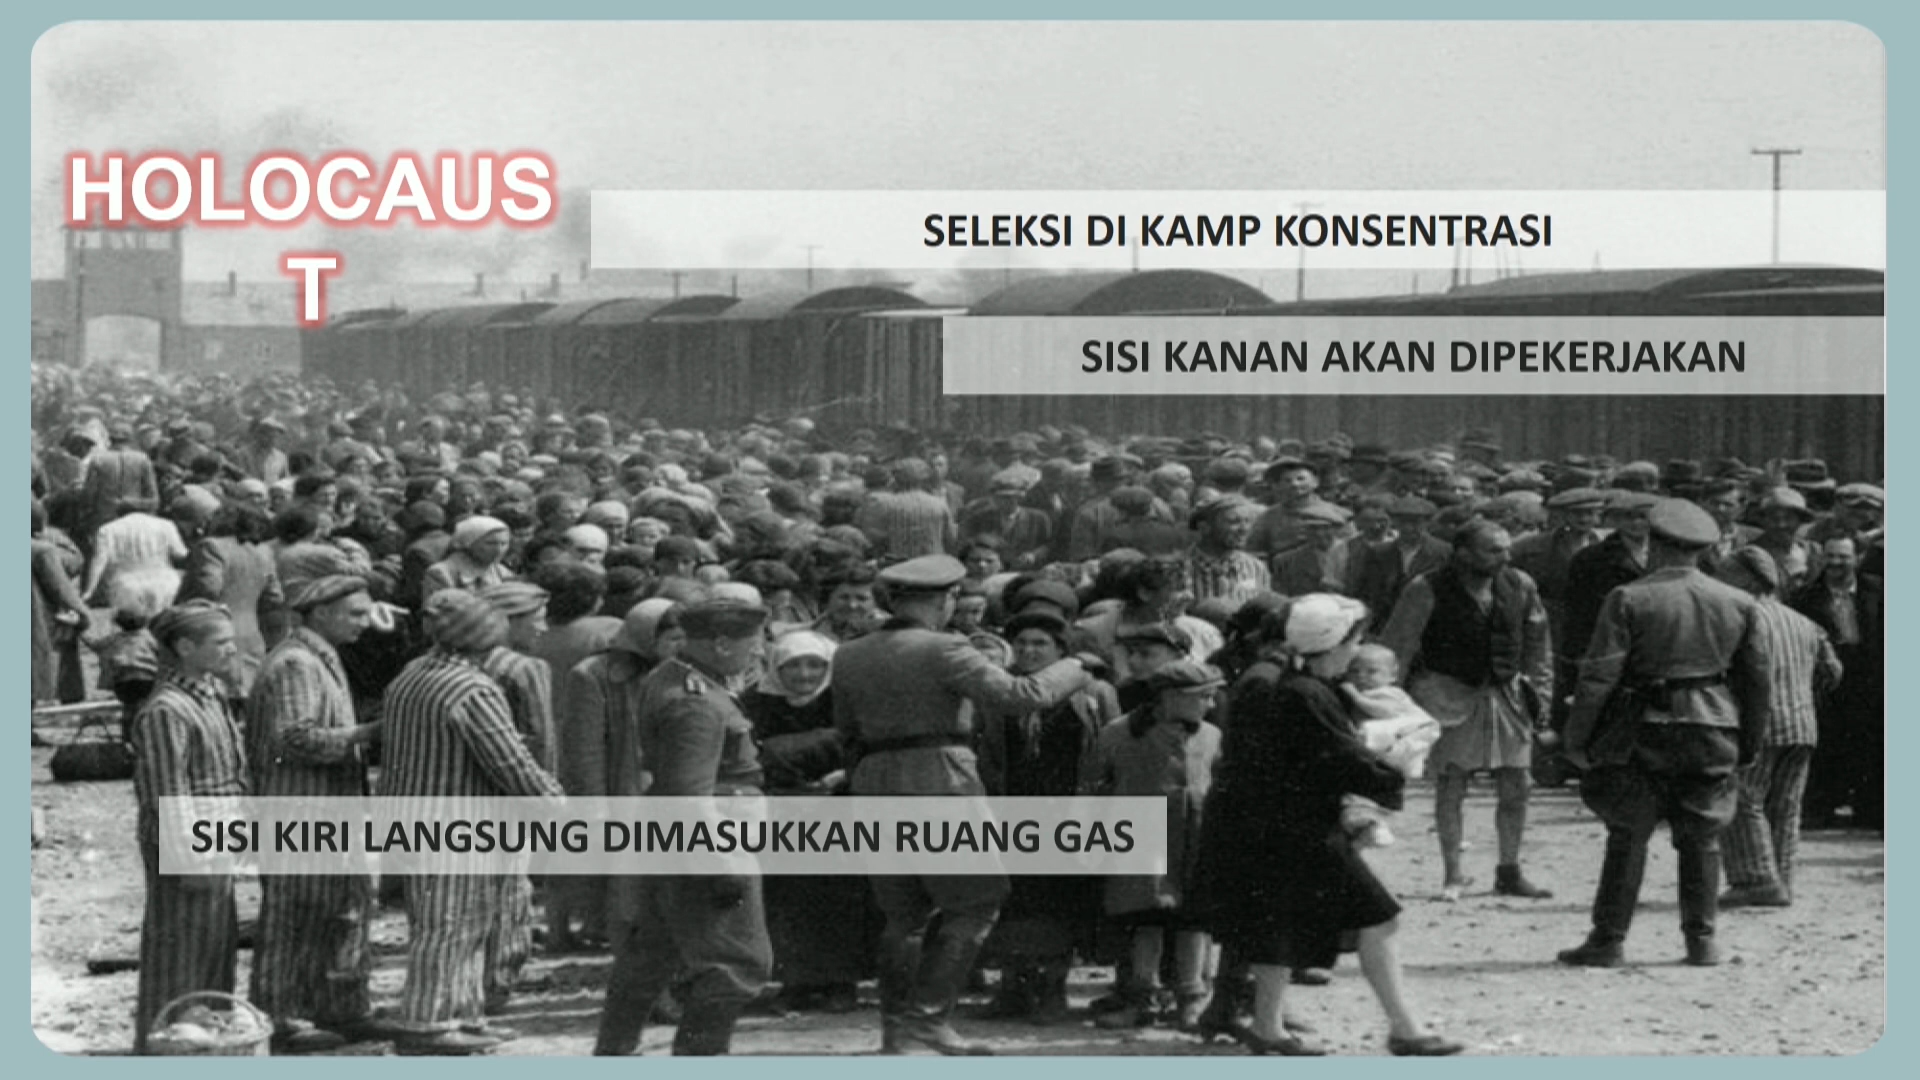 HOLOCAUS
T
SELEKSI DI KAMP KONSENTRASI
SISI KANAN AKAN DIPEKERJAKAN
SISI KIRI LANGSUNG DIMASUKKAN RUANG GAS